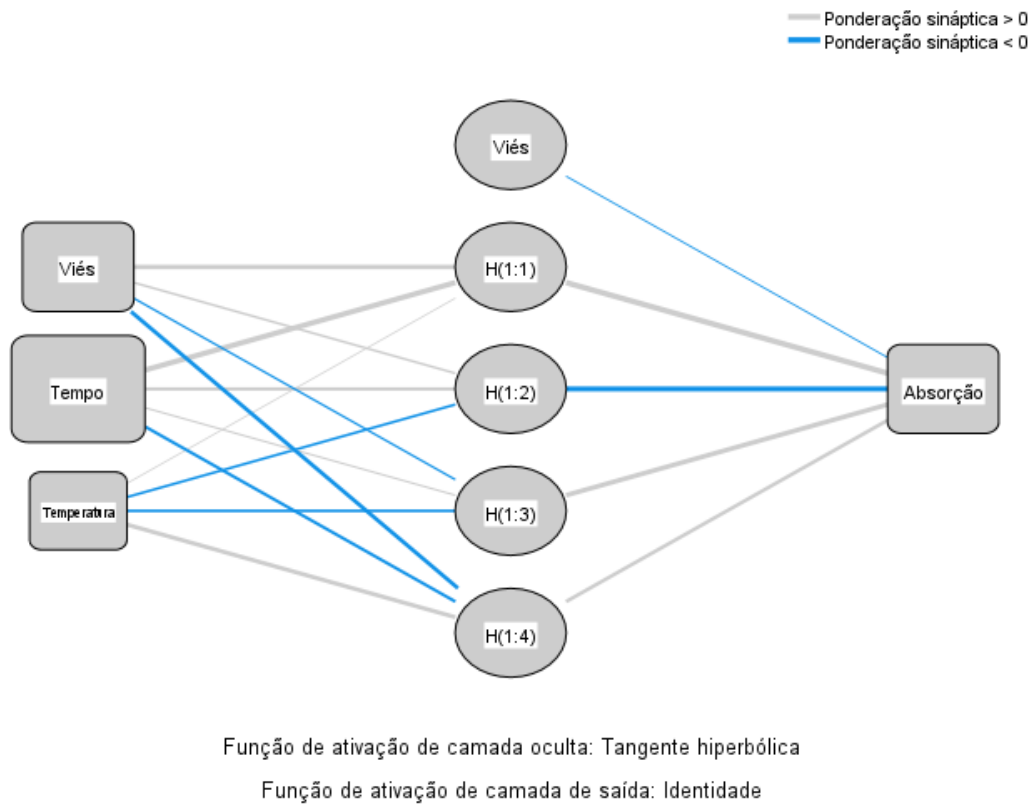 Ponderação sináptica > 0
Ponderação sináptica < 0
Viés
Viés
H(1:1)
Tempo
H(1:2)
Absorção
Temperatura
H(1:3)
H(1:4)
Função de ativação de camada oculta: Tangente hiperbólica
Função de ativação de camada de saída: Identidade